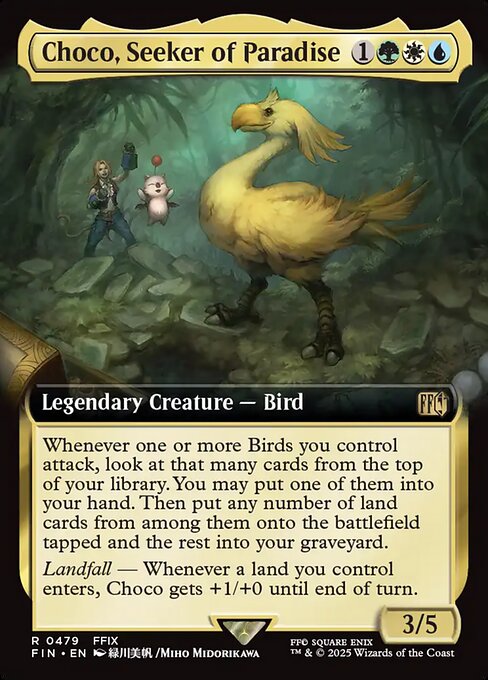 Choco, Seeker of Paradise 1
Legendary Creature — Bird
Whenever one or more Birds you control
attack, look at that many cards from the top
of your library. You may put one of them into
your hand. Then put any number of land
cards from among them onto the battlefield
tapped and the rest into your graveyard.
Landfall — Whenever a land you control
enters, Choco gets +1/+0 until end of turn.
3/5
R 0479 FFIX
FIN • EN 緑川美帆/Miho Midorikawa
FF© SQUARE ENIX
™ & © 2025 Wizards of the Coast